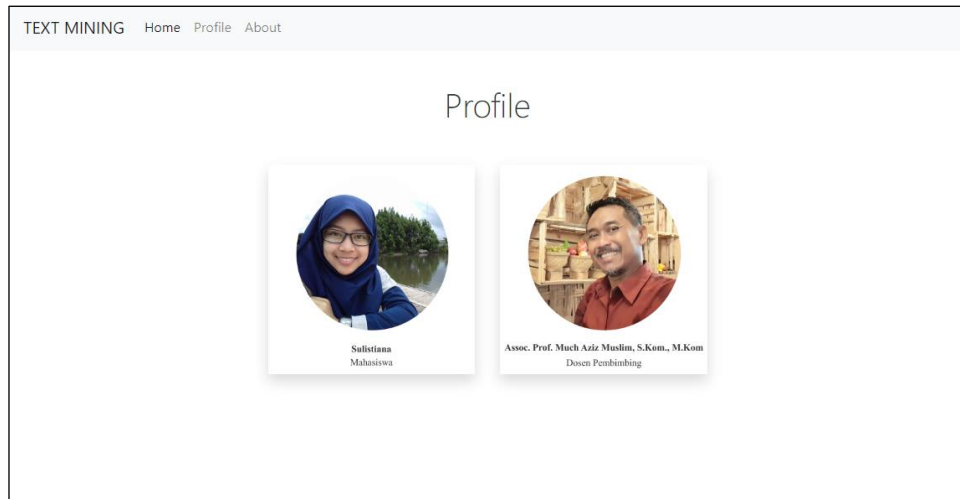 TEXT MINING Home Profile About
Profile
Sulistiana
Mahasiswa
Assoc. Prof. Much Aziz Muslim, S.Kom., M.Kom
Dosen Pembimbing